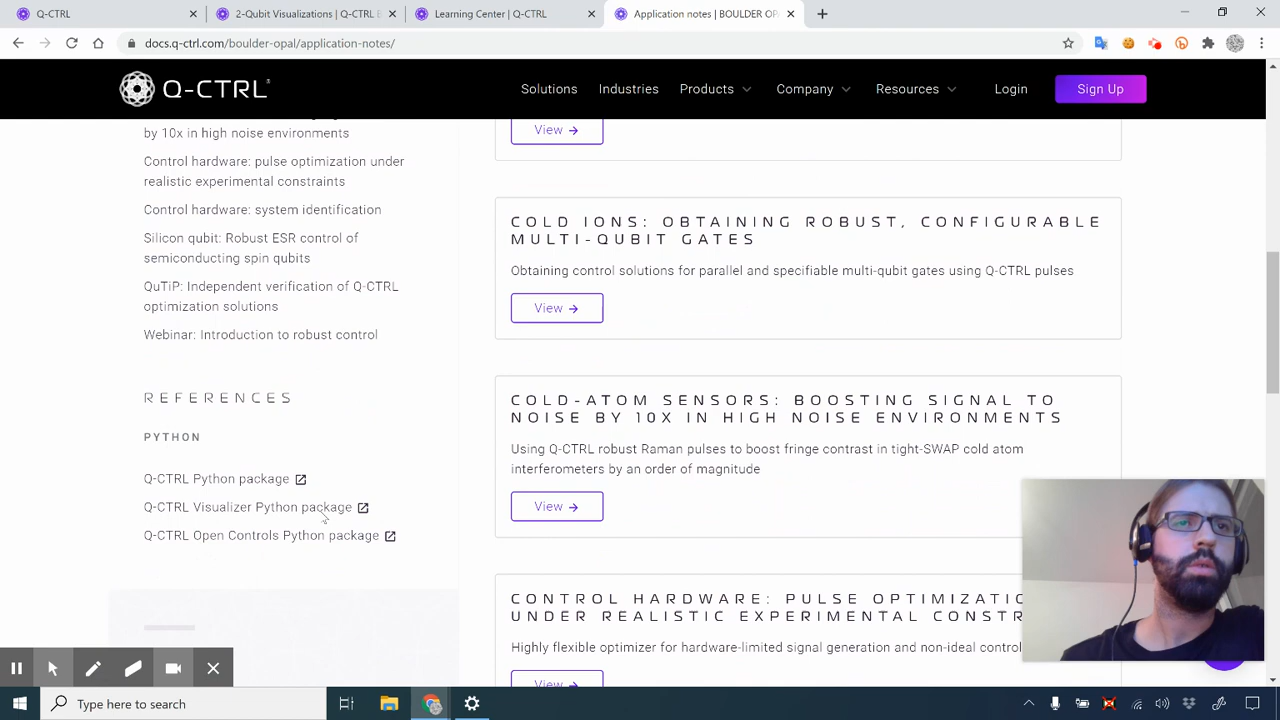 Q-CTRL
2-Qubit Visualizations | Q-CTRL
Learning Center | Q-CTRL
Application notes | BOULDER OP
docs.q-ctrl.com/boulder-opal/application-notes/
Q-CTRL
Solutions
Industries
Products
Company
Resources
Login
Sign Up
by 10x in high noise environments
Control hardware: pulse optimization under
realistic experimental constraints
Control hardware: system identification
Silicon qubit: Robust ESR control of
semiconducting spin qubits
QuTiP: Independent verification of Q-CTRL
optimization solutions
Webinar: Introduction to robust control
REFERENCES
PYTHON
Q-CTRL Python package
Q-CTRL Visualizer Python package
Q-CTRL Open Controls Python package
View →
COLD IONS: OBTAINING ROBUST, CONFIGURABLE
MULTI-QUBIT GATES
Obtaining control solutions for parallel and specifiable multi-qubit gates using Q-CTRL pulses
View →
COLD-ATOM SENSORS: BOOSTING SIGNAL TO
NOISE BY 10X IN HIGH NOISE ENVIRONMENTS
Using Q-CTRL robust Raman pulses to boost fringe contrast in tight-SWAP cold atom
interferometers by an order of magnitude
View →
CONTROL HARDWARE: PULSE OPTIMIZATIO
UNDER REALISTIC EXPERIMENTAL CONST
Highly flexible optimizer for hardware-limited signal generation and non-ideal control
View →
Type here to search